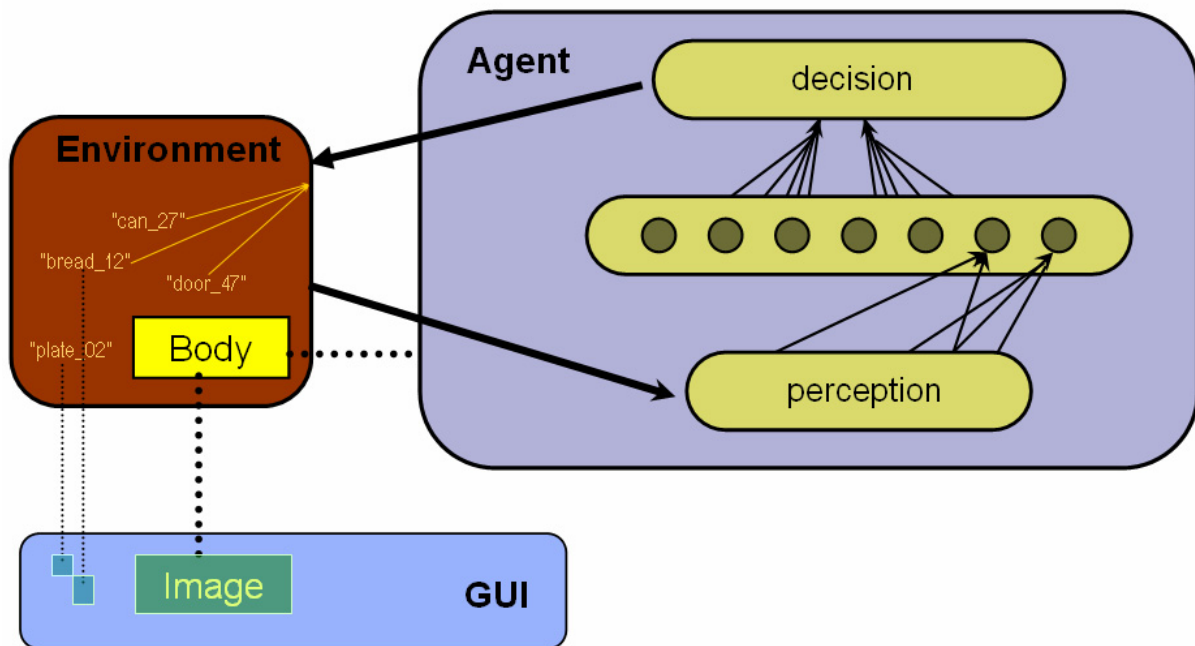 Agent
decision
Environment
"can_27"
"bread_12"
"door_47"
"plate_02"
Body
perception
Image
GUI